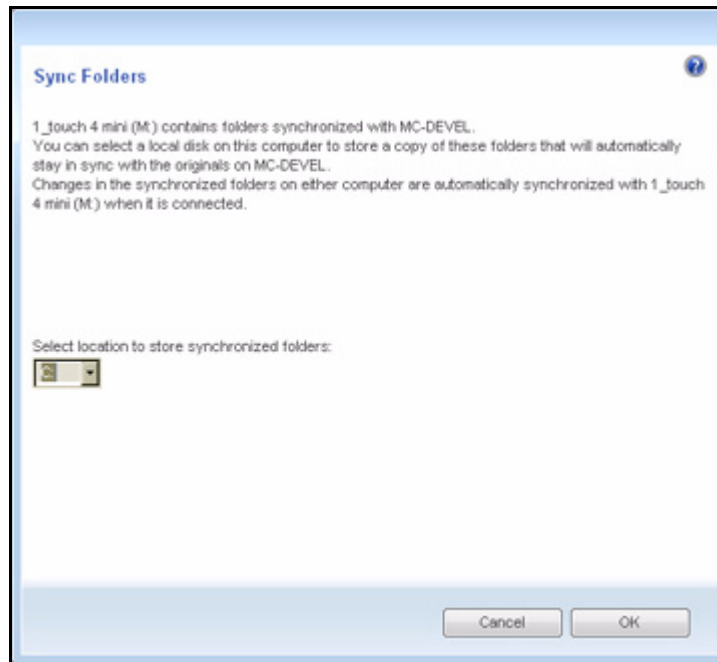 Sync Folders
1_touch 4 mini (M:) contains folders synchronized with MC-DEVEL.
You can select a local disk on this computer to store a copy of these folders that will automatically
stay in sync with the originals on MC-DEVEL.
Changes in the synchronized folders on either computer are automatically synchronized with 1_touch
4 mini (M:) when it is connected.
Select location to store synchronized folders:
Cancel OK